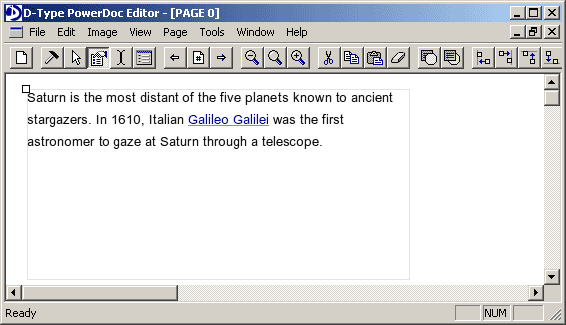 D-Type PowerDoc Editor - [PAGE 0]
File Edit Image View Page Tools Window Help
Saturn is the most distant of the five planets known to ancient
stargazers. In 1610, Italian Galileo Galilei was the first
astronomer to gaze at Saturn through a telescope.
Ready NUM